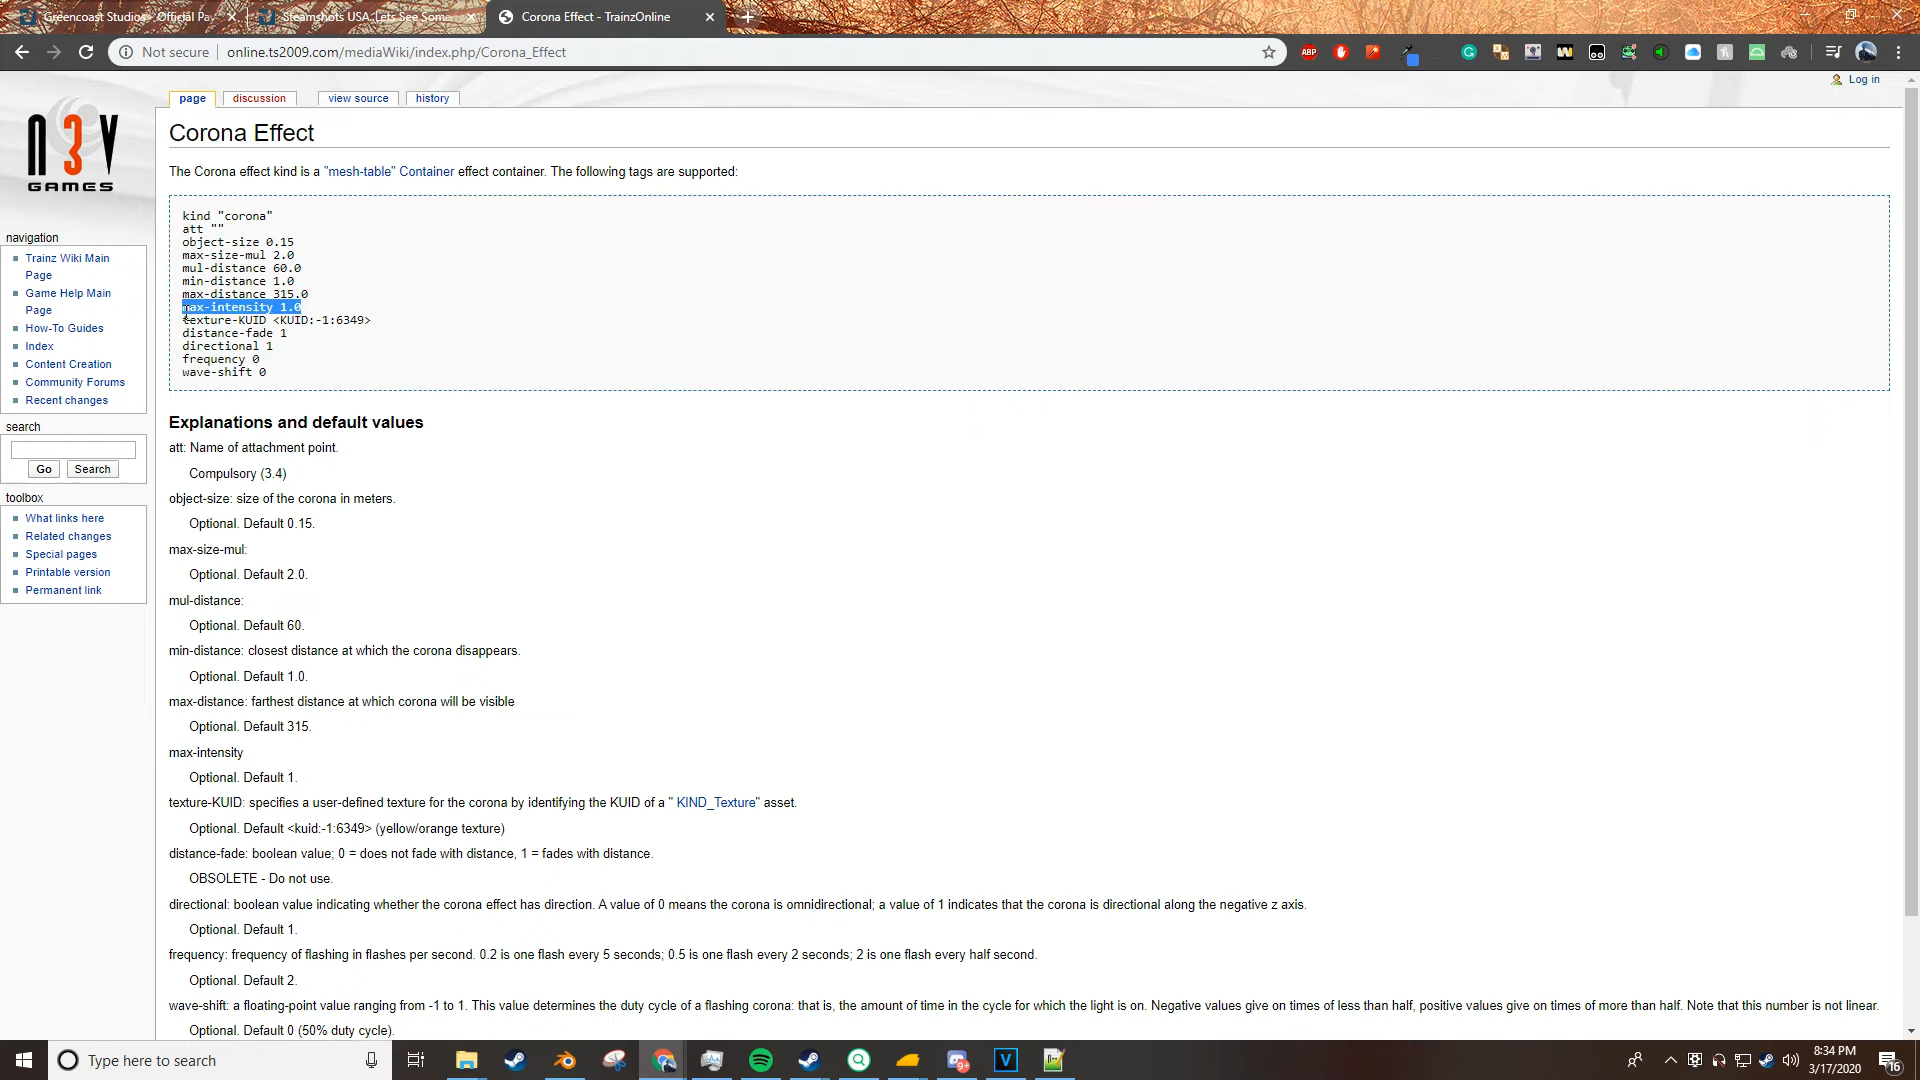 Greencoast Studios - Official Pay
Steamshots USA, Lets See Some
Corona Effect - TrainzOnline
Not secure
online.ts2009.com/mediaWiki/index.php/Corona_Effect
Log in
page
discussion
view source
history
N3V
GAMES
Corona Effect
The Corona effect kind is a "mesh-table" Container effect container. The following tags are supported:
kind "corona"
att ""
object-size 0.15
max-size-mul 2.0
mul-distance 60.0
min-distance 1.0
max-distance 315.0
max-intensity 1.0
texture-KUID <KUID:-1:6349>
distance-fade 1
directional 1
frequency 0
wave-shift 0
navigation
Trainz Wiki Main
Page
Game Help Main
Page
How-To Guides
Index
Content Creation
Community Forums
Recent changes
search
Go
Search
toolbox
What links here
Related changes
Special pages
Printable version
Permanent link
Explanations and default values
att: Name of attachment point.
Compulsory (3.4)
object-size: size of the corona in meters.
Optional. Default 0.15.
max-size-mul:
Optional. Default 2.0.
mul-distance:
Optional. Default 60.
min-distance: closest distance at which the corona disappears.
Optional. Default 1.0.
max-distance: farthest distance at which corona will be visible
Optional. Default 315.
max-intensity
Optional. Default 1.
texture-KUID: specifies a user-defined texture for the corona by identifying the KUID of a " KIND_Texture" asset.
Optional. Default <kuid:-1:6349> (yellow/orange texture)
distance-fade: boolean value; 0 = does not fade with distance, 1 = fades with distance.
OBSOLETE - Do not use.
directional: boolean value indicating whether the corona effect has direction. A value of 0 means the corona is omnidirectional; a value of 1 indicates that the corona is directional along the negative z axis.
Optional. Default 1.
frequency: frequency of flashing in flashes per second. 0.2 is one flash every 5 seconds; 0.5 is one flash every 2 seconds; 2 is one flash every half second.
Optional. Default 2.
wave-shift: a floating-point value ranging from -1 to 1. This value determines the duty cycle of a flashing corona: that is, the amount of time in the cycle for which the light is on. Negative values give on times of less than half, positive values give on times of more than half. Note that this number is not linear.
Optional. Default 0 (50% duty cycle).
Type here to search
8:34 PM
3/17/2020
16